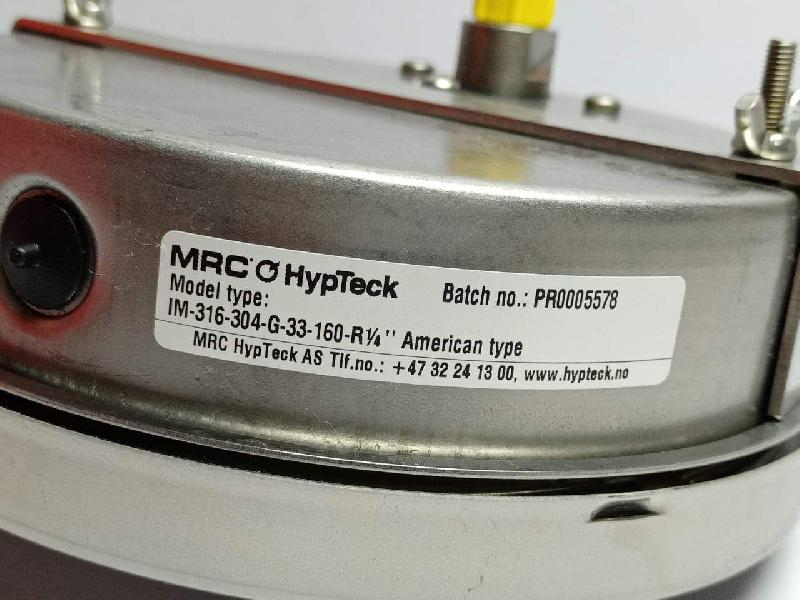 MRC HypTeck Batch no.: PR0005578
Model type:
IM-316-304-G-33-160-R¼" American type
MRC HypTeck AS Tlf.no.: +47 32 24 13 00, www.hypteck.no